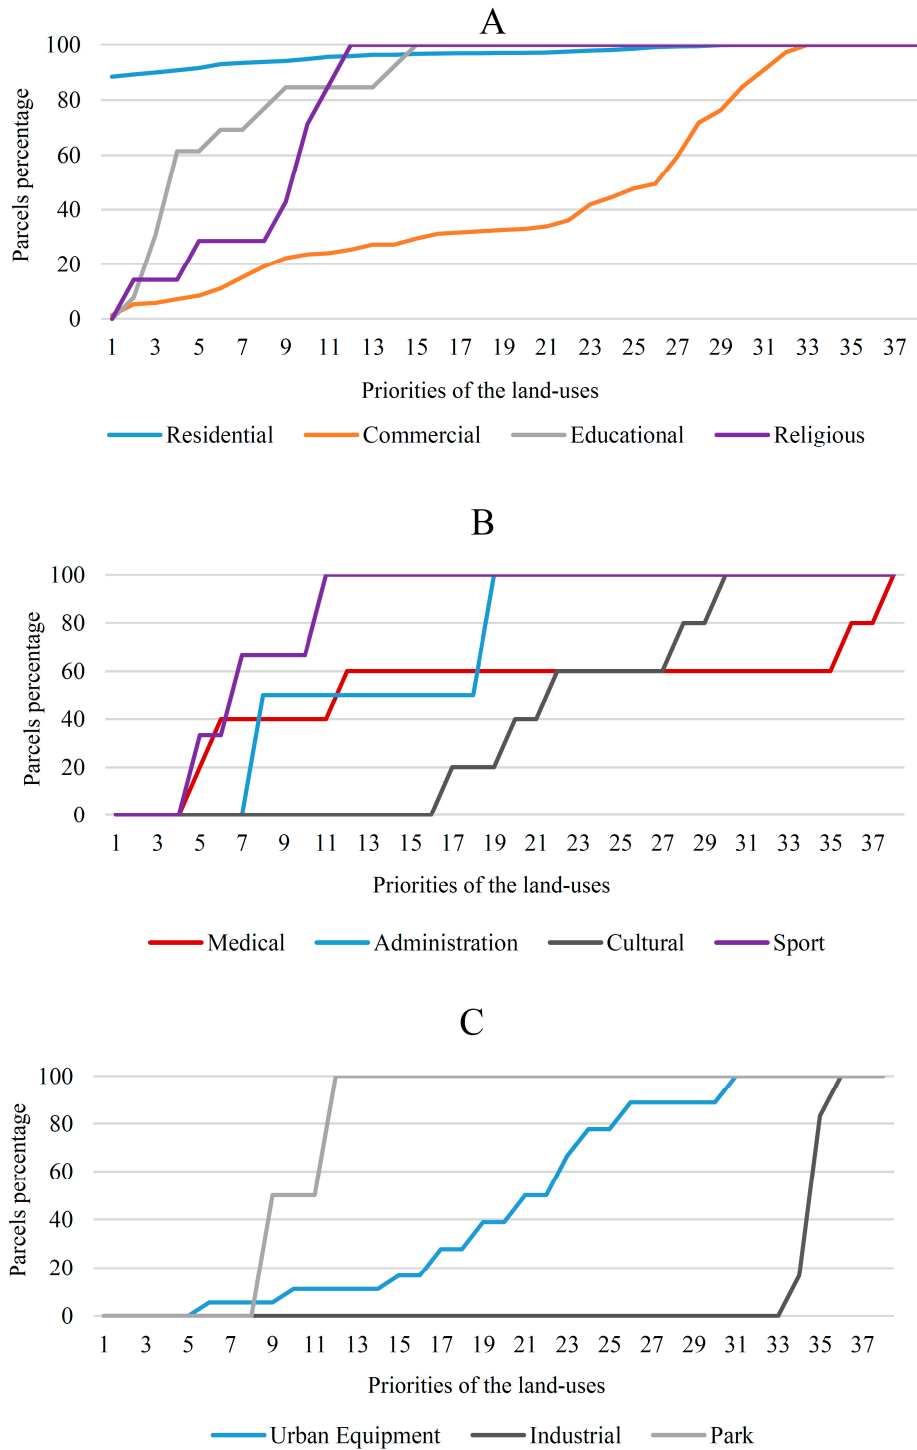 A
100
80
60
40
20
0
Parcels percentage
1 3 5 7 9 11 13 15 17 19 21 23 25 27 29 31 33 35 37
Priorities of the land-uses
Residential Commercial Educational Religious
B
100
80
60
40
20
0
Parcels percentage
1 3 5 7 9 11 13 15 17 19 21 23 25 27 29 31 33 35 37
Priorities of the land-uses
Medical Administration Cultural Sport
C
100
80
60
40
20
0
Parcels percentage
1 3 5 7 9 11 13 15 17 19 21 23 25 27 29 31 33 35 37
Priorities of the land-uses
Urban Equipment Industrial Park